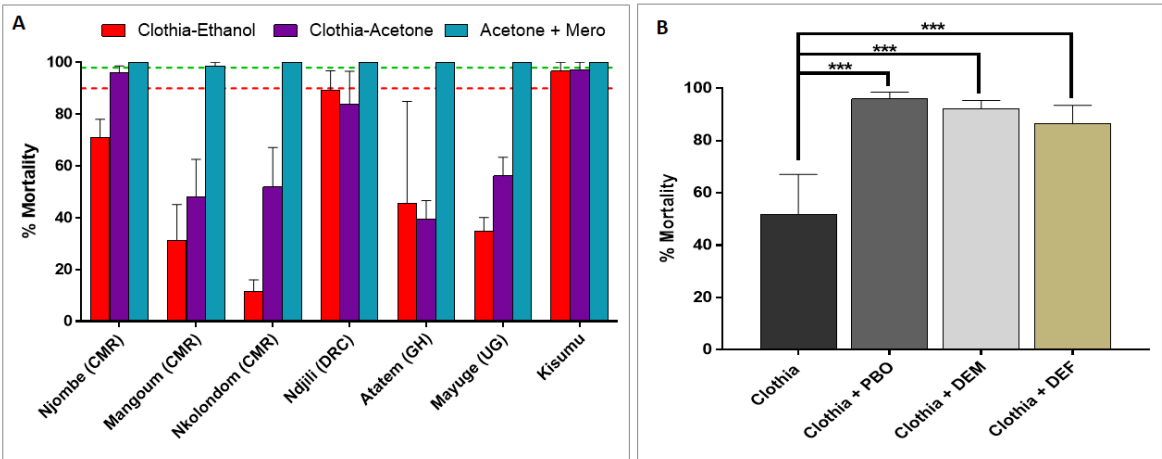 A
Clothia-Ethanol Clothia-Acetone Acetone + Mero
% Mortality
100
80
60
40
20
0
Njombe (CMR)
Mangoum (CMR)
Nkolondom (CMR)
Ndjili (DRC)
Atatem (GH)
Mayuge (UG)
Kisumu
B
***
***
***
% Mortality
100
80
60
40
20
0
Clothia
Clothia + PBO
Clothia + DEM
Clothia + DEF